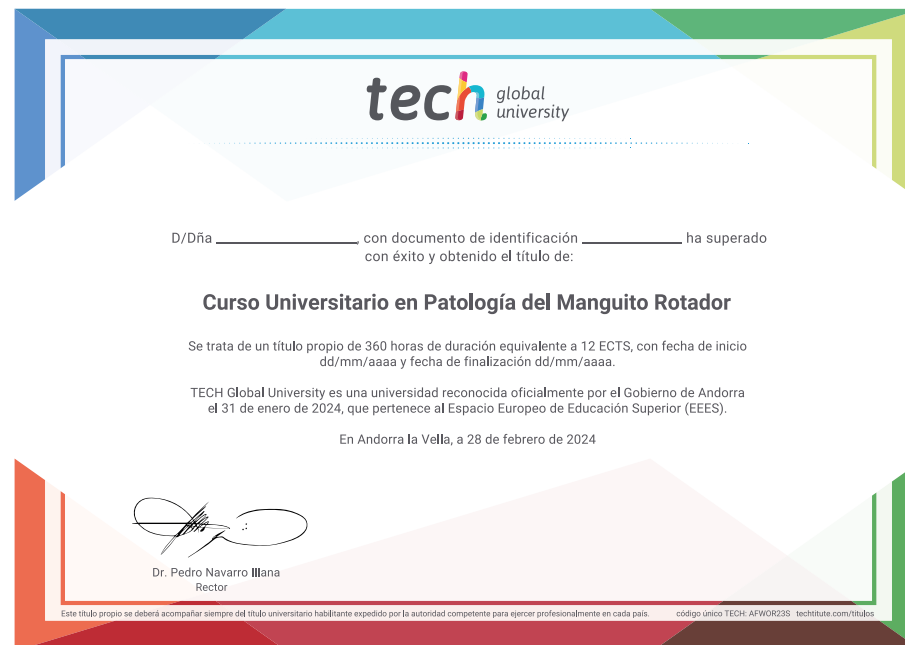 tech global university
D/Dña ____________________, con documento de identificación ______________ ha superado
con éxito y obtenido el título de:
Curso Universitario en Patología del Manguito Rotador
Se trata de un título propio de 360 horas de duración equivalente a 12 ECTS, con fecha de inicio
dd/mm/aaaa y fecha de finalización dd/mm/aaaa.
TECH Global University es una universidad reconocida oficialmente por el Gobierno de Andorra
el 31 de enero de 2024, que pertenece al Espacio Europeo de Educación Superior (EEES).
En Andorra la Vella, a 28 de febrero de 2024
Dr. Pedro Navarro Illana
Rector
Este título propio se deberá acompañar siempre del título universitario habilitante expedido por la autoridad competente para ejercer profesionalmente en cada país. código único TECH: AFWOR23S techtitute.com/titulos